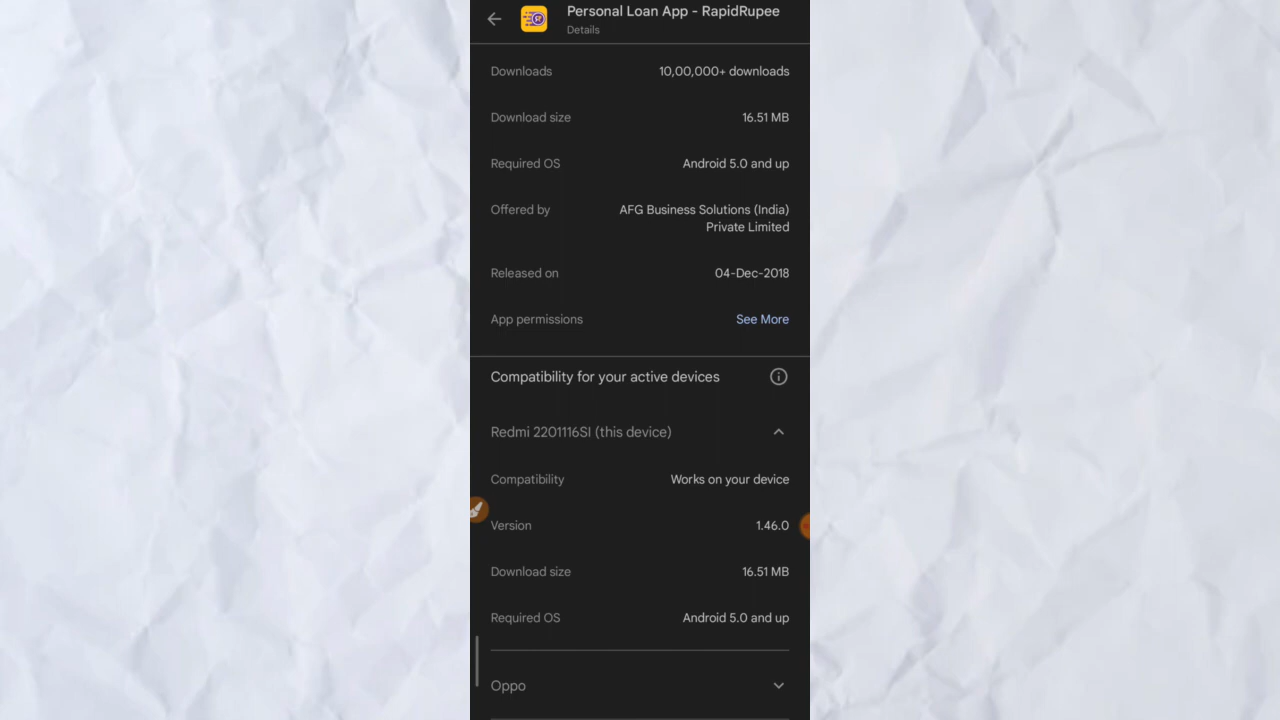 Personal Loan App - RapidRupee
Details
Downloads 10,00,000+ downloads
Download size 16.51 MB
Required OS Android 5.0 and up
Offered by AFG Business Solutions (India)
Private Limited
Released on 04-Dec-2018
App permissions See More
Compatibility for your active devices
Redmi 2201116SI (this device)
Compatibility Works on your device
Version 1.46.0
Download size 16.51 MB
Required OS Android 5.0 and up
Oppo